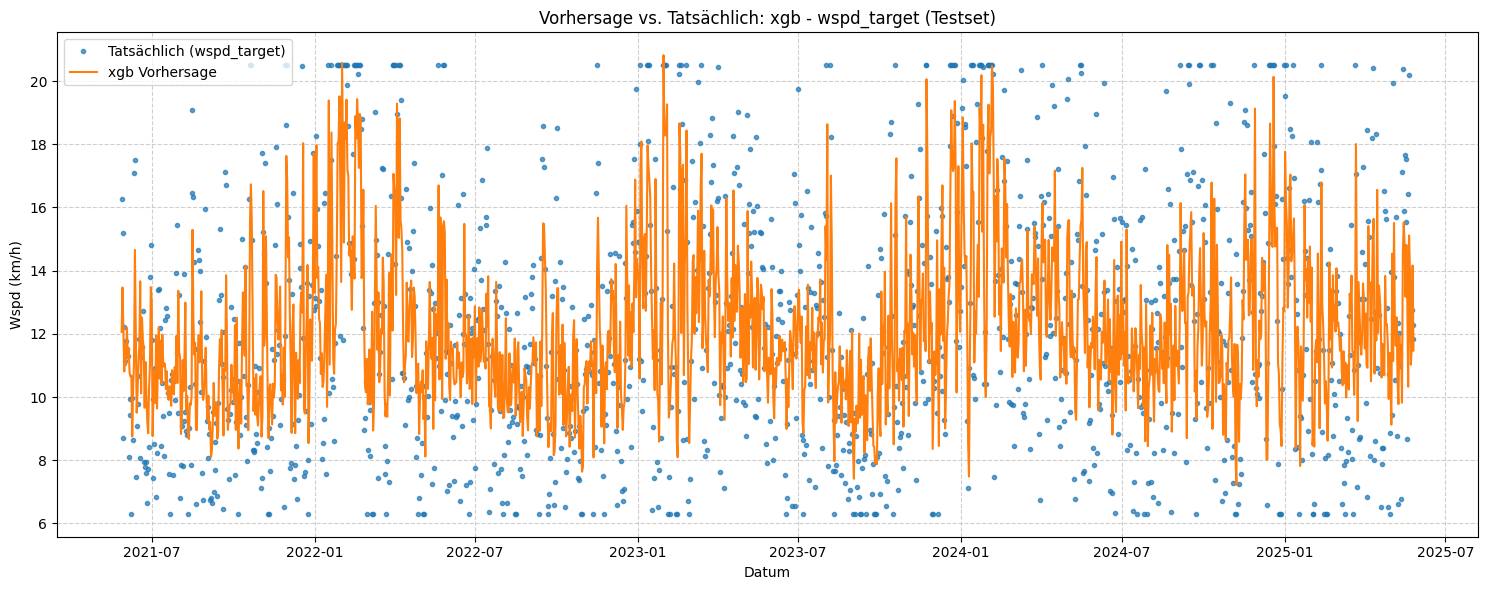 Vorhersage vs. Tatsächlich: xgb - wspd_target (Testset)
Tatsächlich (wspd_target)
xgb Vorhersage
Wspd (km/h)
20
18
16
14
12
10
8
6
2021-07 2022-01 2022-07 2023-01 2023-07 2024-01 2024-07 2025-01 2025-07
Datum